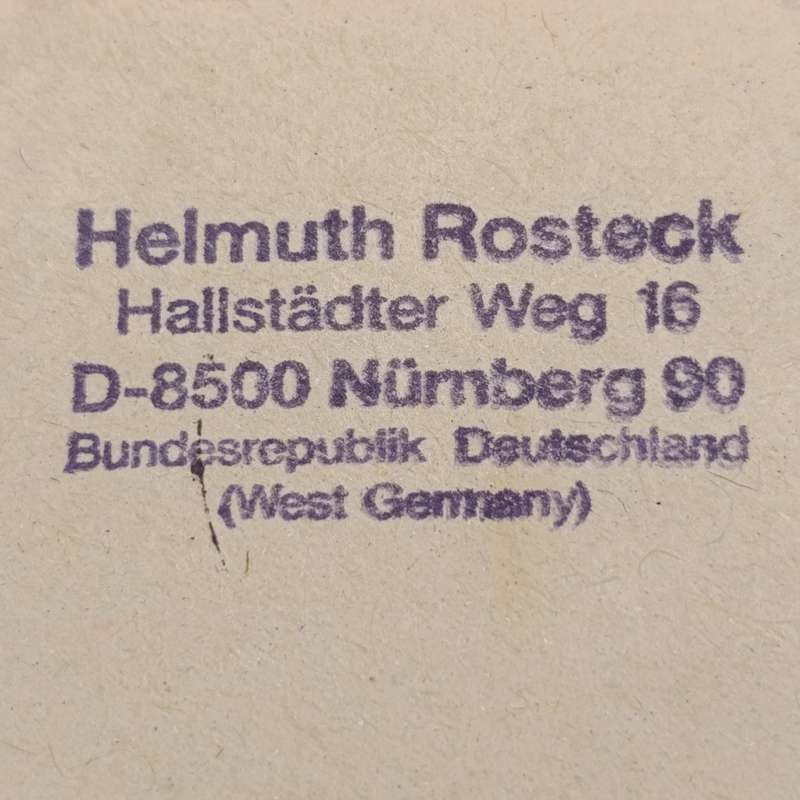 Helmuth Rosteck
Hallstädter Weg 16
D-8500 Nürnberg 90
Bundesrepublik Deutschland
(West Germany)